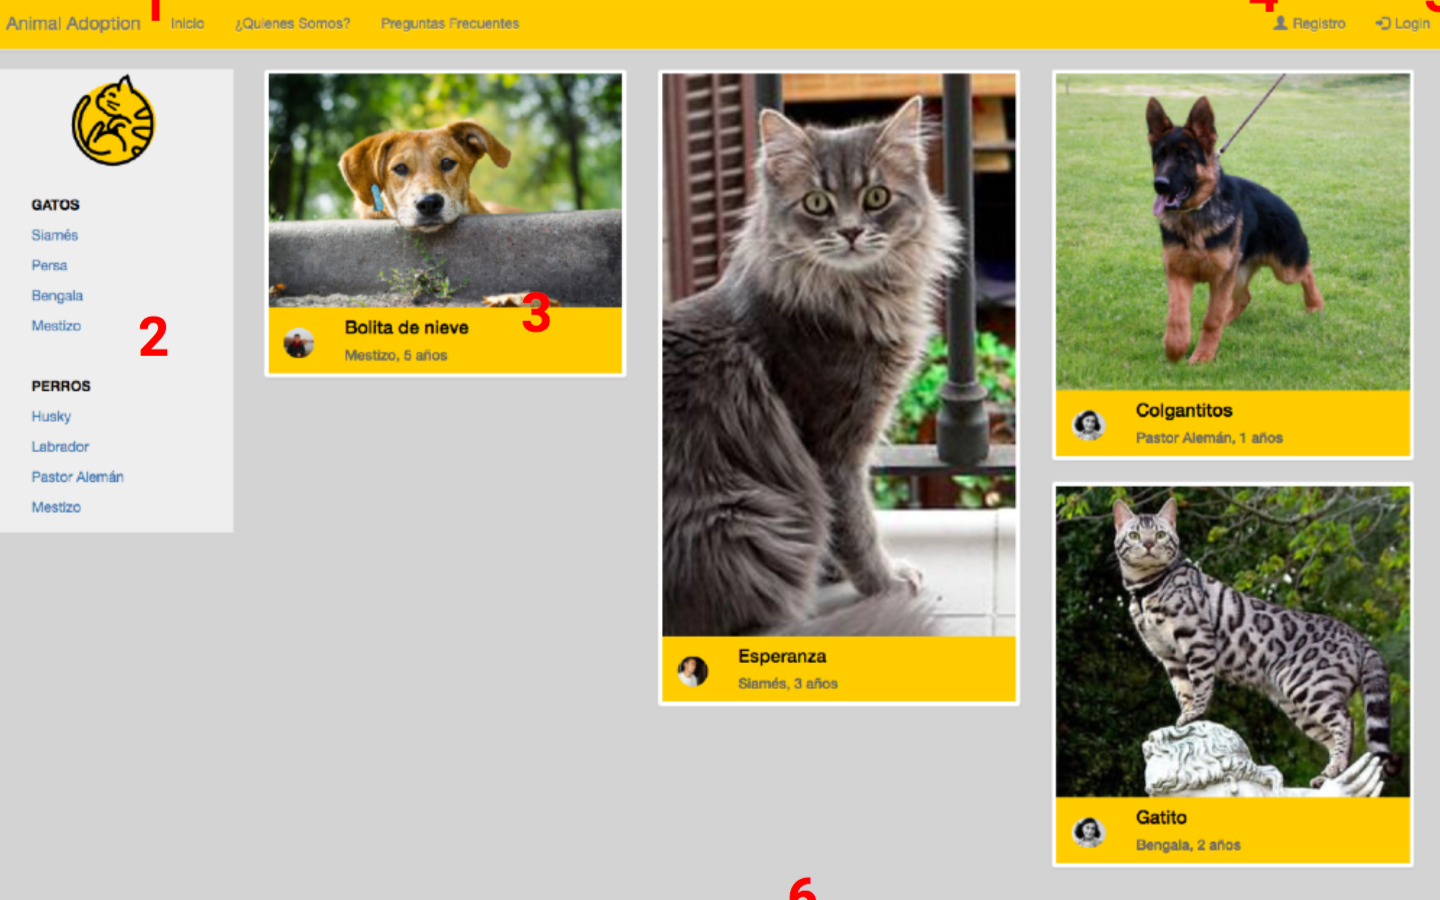 Animal Adoption
1
Inicio
¿Quienes Somos?
Preguntas Frecuentes
4
Registro
Login
GATOS
Siamés
Persa
Bengala
Mestizo
2
PERROS
Husky
Labrador
Pastor Alemán
Mestizo
3
Bolita de nieve
Mestizo, 5 años
Esperanza
Siamés, 3 años
Colgantitos
Pastor Alemán, 1 años
Gatito
Bengala, 2 años
6